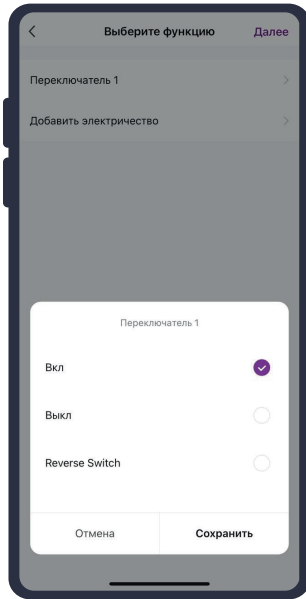 Выберите функцию
Далее
Переключатель 1
Добавить электричество
Переключатель 1
Вкл
Выкл
Reverse Switch
Отмена
Сохранить